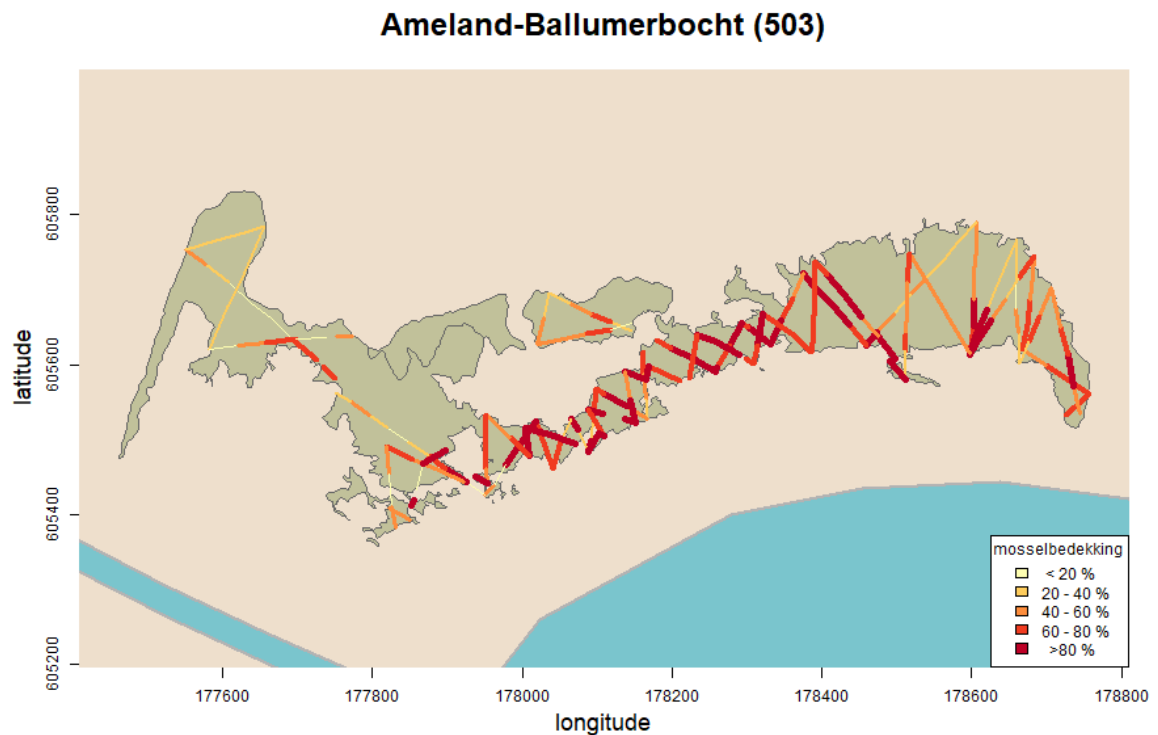 Ameland-Ballumerbocht (503)
latitude
605800
605600
605400
605200
mosselbedekking
< 20 %
20 - 40 %
40 - 60 %
60 - 80 %
>80 %
177600 177800 178000 178200 178400 178600 178800
longitude